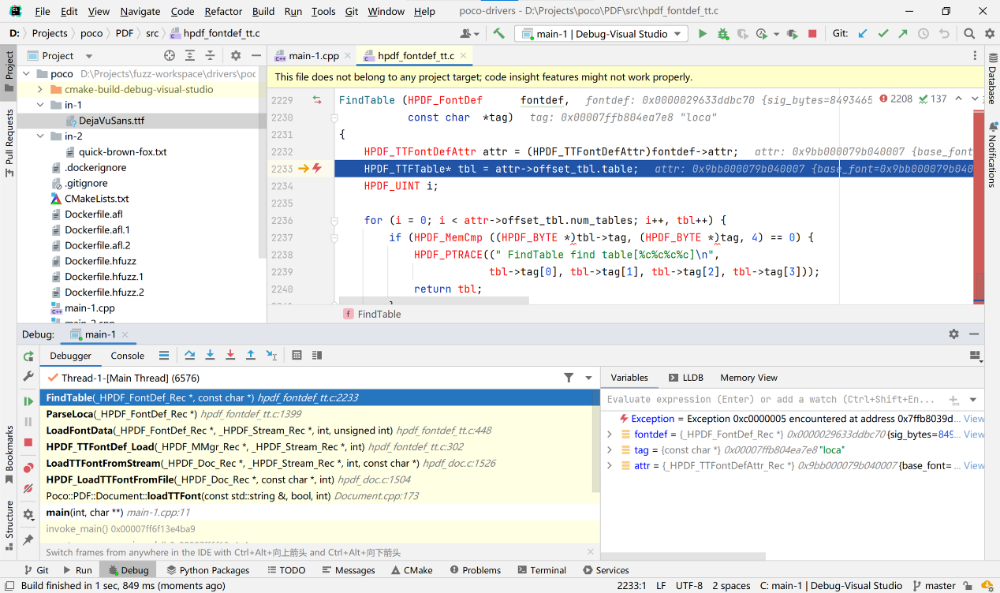 File Edit View Navigate Code Refactor Build Run Tools Git Window Help poco-drivers - D:\Projects\poco\PDF\src\hpdf_fontdef_tt.c
D: Projects poco PDF src hpdf_fontdef_tt.c main-1 | Debug-Visual Studio Git:
Project
Pull Requests
Bookmarks
Structure
Project
poco D:\Projects\fuzz-workspace\drivers\poc
cmake-build-debug-visual-studio
in-1
DejaVuSans.ttf
in-2
quick-brown-fox.txt
.dockerignore
.gitignore
CMakeLists.txt
Dockerfile.afl
Dockerfile.afl.1
Dockerfile.afl.2
Dockerfile.hfuzz
Dockerfile.hfuzz.1
Dockerfile.hfuzz.2
main-1.cpp
main-1.cpp hpdf_fontdef_tt.c
This file does not belong to any project target; code insight features might not work properly.
2208 137
2229 FindTable (HPDF_FontDef fontdef, fontdef: 0x0000029633ddbc70 {sig_bytes=8493465
2230 const char *tag) tag: 0x00007ffb804ea7e8 "loca"
2231 {
2232 HPDF_TTFontDefAttr attr = (HPDF_TTFontDefAttr)fontdef->attr; attr: 0x9bb000079b040007 {base_font
2233 HPDF_TTFTable* tbl = attr->offset_tbl.table; attr: 0x9bb000079b040007 {base_font=0x9bb000079b040
2234 HPDF_UINT i;
2235
2236 for (i = 0; i < attr->offset_tbl.num_tables; i++, tbl++) {
2237 if (HPDF_MemCmp ((HPDF_BYTE *)tbl->tag, (HPDF_BYTE *)tag, 4) == 0) {
2238 HPDF_PTRACE((" FindTable find table[%c%c%c%c]\n",
2239 tbl->tag[0], tbl->tag[1], tbl->tag[2], tbl->tag[3]));
2240 return tbl;
f FindTable
Database
Notifications
Debug: main-1
Debugger Console
Thread-1-[Main Thread] (6576)
FindTable(_HPDF_FontDef_Rec *, const char *) hpdf_fontdef_tt.c:2233
ParseLoca(_HPDF_FontDef_Rec *) hpdf_fontdef_tt.c:1399
LoadFontData(_HPDF_FontDef_Rec *, _HPDF_Stream_Rec *, int, unsigned int) hpdf_fontdef_tt.c:448
HPDF_TTFontDef_Load(_HPDF_MMgr_Rec *, _HPDF_Stream_Rec *, int) hpdf_fontdef_tt.c:302
LoadTTFontFromStream(_HPDF_Doc_Rec *, _HPDF_Stream_Rec *, int, const char *) hpdf_doc.c:1526
HPDF_LoadTTFontFromFile(_HPDF_Doc_Rec *, const char *, int) hpdf_doc.c:1504
Poco::PDF::Document::loadTTFont(const std::string &, bool, int) Document.cpp:173
main(int, char **) main-1.cpp:11
invoke_main() 0x00007ff6f13e4ba9
Switch frames from anywhere in the IDE with Ctrl+Alt+向上箭头 and Ctrl+Alt+向下箭头
Variables LLDB Memory View
Evaluate expression (Enter) or add a watch (Ctrl+Shift+En...
Exception = Exception 0xc0000005 encountered at address 0x7ffb8039d... View
fontdef = {_HPDF_FontDef_Rec *} 0x0000029633ddbc70 {sig_bytes=849... View
tag = {const char *} 0x00007ffb804ea7e8 "loca"
attr = {_HPDF_TTFontDefAttr_Rec *} 0x9bb000079b040007 {base_font= ... View
Git Run Debug Python Packages TODO Messages CMake Problems Terminal Services
Build finished in 1 sec, 849 ms (moments ago) 2233:1 LF UTF-8 2 spaces C: main-1 | Debug-Visual Studio master